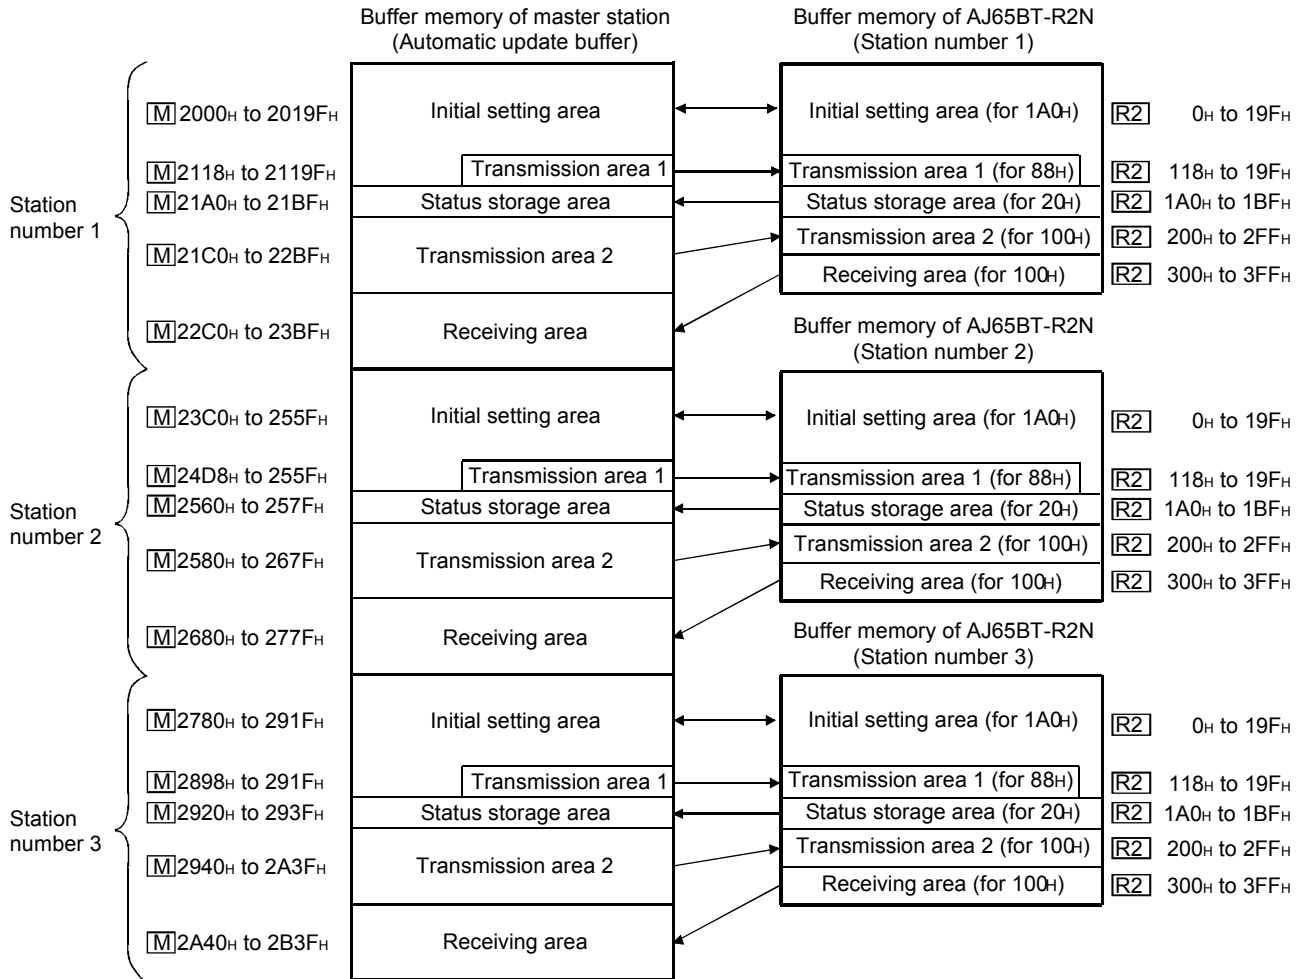 Buffer memory of master station
(Automatic update buffer)
Buffer memory of AJ65BT-R2N
(Station number 1)
Station
number 1
M 2000H to 2019FH
Initial setting area
Initial setting area (for 1A0H)
R2 0H to 19FH
M 2118H to 2119FH
Transmission area 1
Transmission area 1 (for 88H)
R2 118H to 19FH
M 21A0H to 21BFH
Status storage area
Status storage area (for 20H)
R2 1A0H to 1BFH
M 21C0H to 22BFH
Transmission area 2
Transmission area 2 (for 100H)
R2 200H to 2FFH
M 22C0H to 23BFH
Receiving area
Receiving area (for 100H)
R2 300H to 3FFH
Buffer memory of AJ65BT-R2N
(Station number 2)
Station
number 2
M 23C0H to 255FH
Initial setting area
Initial setting area (for 1A0H)
R2 0H to 19FH
M 24D8H to 255FH
Transmission area 1
Transmission area 1 (for 88H)
R2 118H to 19FH
M 2560H to 257FH
Status storage area
Status storage area (for 20H)
R2 1A0H to 1BFH
M 2580H to 267FH
Transmission area 2
Transmission area 2 (for 100H)
R2 200H to 2FFH
M 2680H to 277FH
Receiving area
Receiving area (for 100H)
R2 300H to 3FFH
Buffer memory of AJ65BT-R2N
(Station number 3)
Station
number 3
M 2780H to 291FH
Initial setting area
Initial setting area (for 1A0H)
R2 0H to 19FH
M 2898H to 291FH
Transmission area 1
Transmission area 1 (for 88H)
R2 118H to 19FH
M 2920H to 293FH
Status storage area
Status storage area (for 20H)
R2 1A0H to 1BFH
M 2940H to 2A3FH
Transmission area 2
Transmission area 2 (for 100H)
R2 200H to 2FFH
M 2A40H to 2B3FH
Receiving area
Receiving area (for 100H)
R2 300H to 3FFH